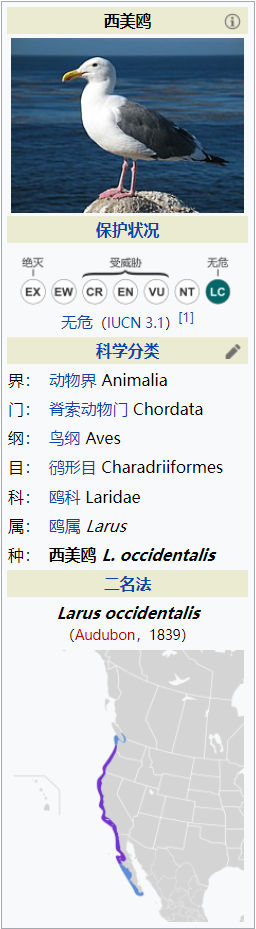 西美鸥
保护状况
绝灭 受威胁 无危
EX EW CR EN VU NT LC
无危（IUCN 3.1）[1]
科学分类
界： 动物界 Animalia
门： 脊索动物门 Chordata
纲： 鸟纲 Aves
目： 鸻形目 Charadriiformes
科： 鸥科 Laridae
属： 鸥属 Larus
种： 西美鸥 L. occidentalis
二名法
Larus occidentalis
（Audubon，1839）